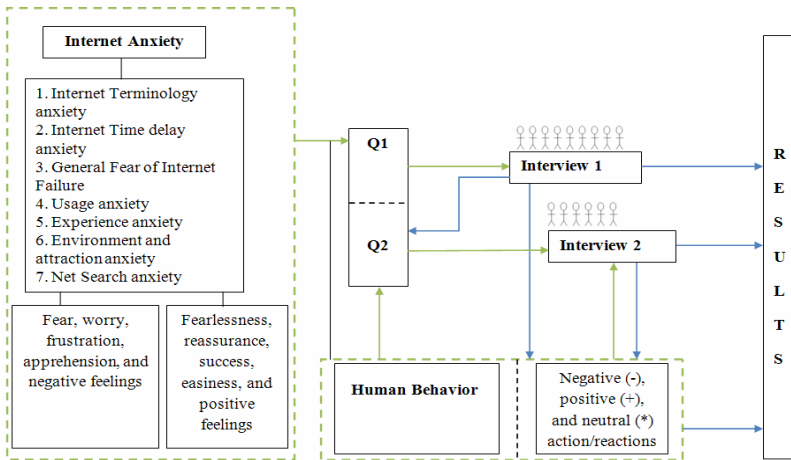 Internet Anxiety
1. Internet Terminology
anxiety
2. Internet Time delay
anxiety
3. General Fear of Internet
Failure
4. Usage anxiety
5. Experience anxiety
6. Environment and
attraction anxiety
7. Net Search anxiety
Fear, worry,
frustration,
apprehension, and
negative feelings
Fearlessness,
reassurance,
success,
easiness, and
positive
feelings
Q1
Q2
Interview 1
Interview 2
Human Behavior
Negative (-),
positive (+),
and neutral (*)
action/reactions
R
E
S
U
L
T
S